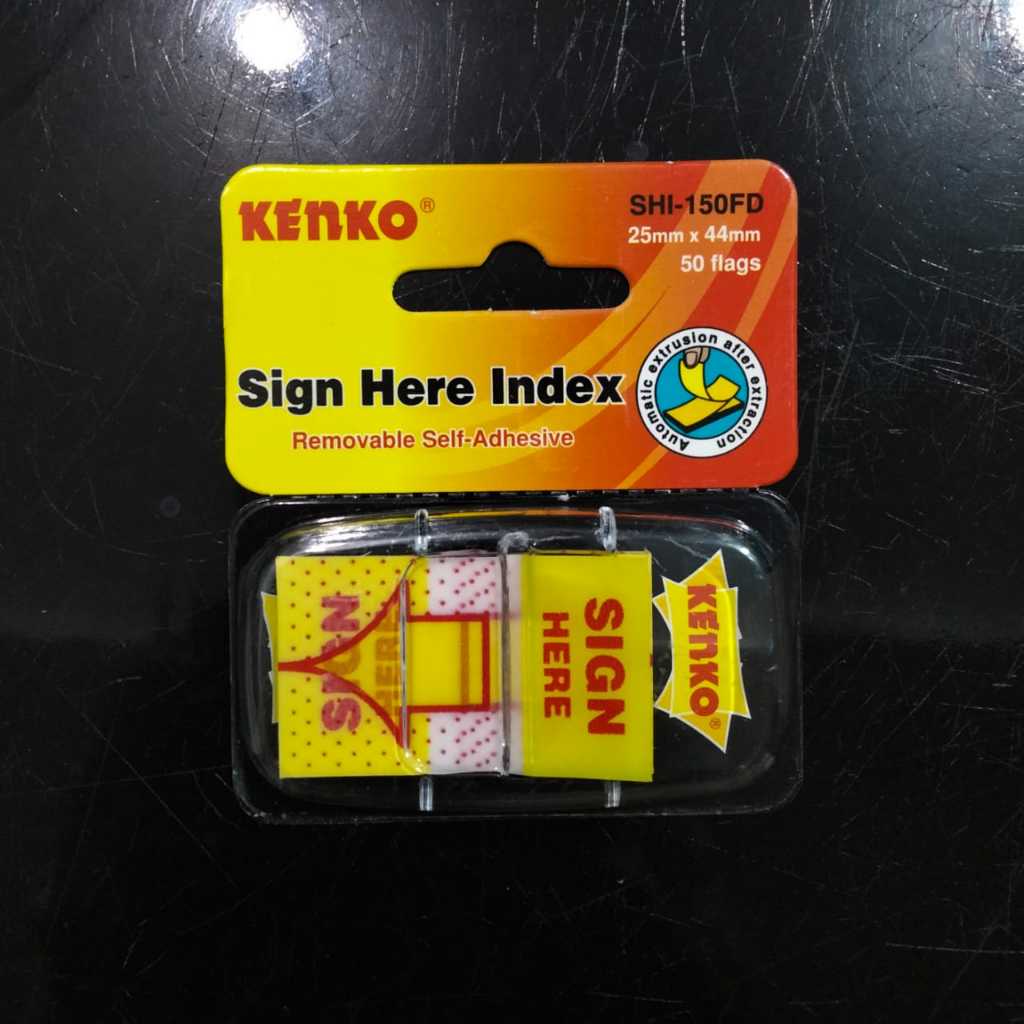 KENKO®
SHI-150FD
25mm x 44mm
50 flags
Automatic extrusion after extraction
Sign Here Index
Removable Self-Adhesive
SIGN
HERE
SIGN
HERE
KENKO®